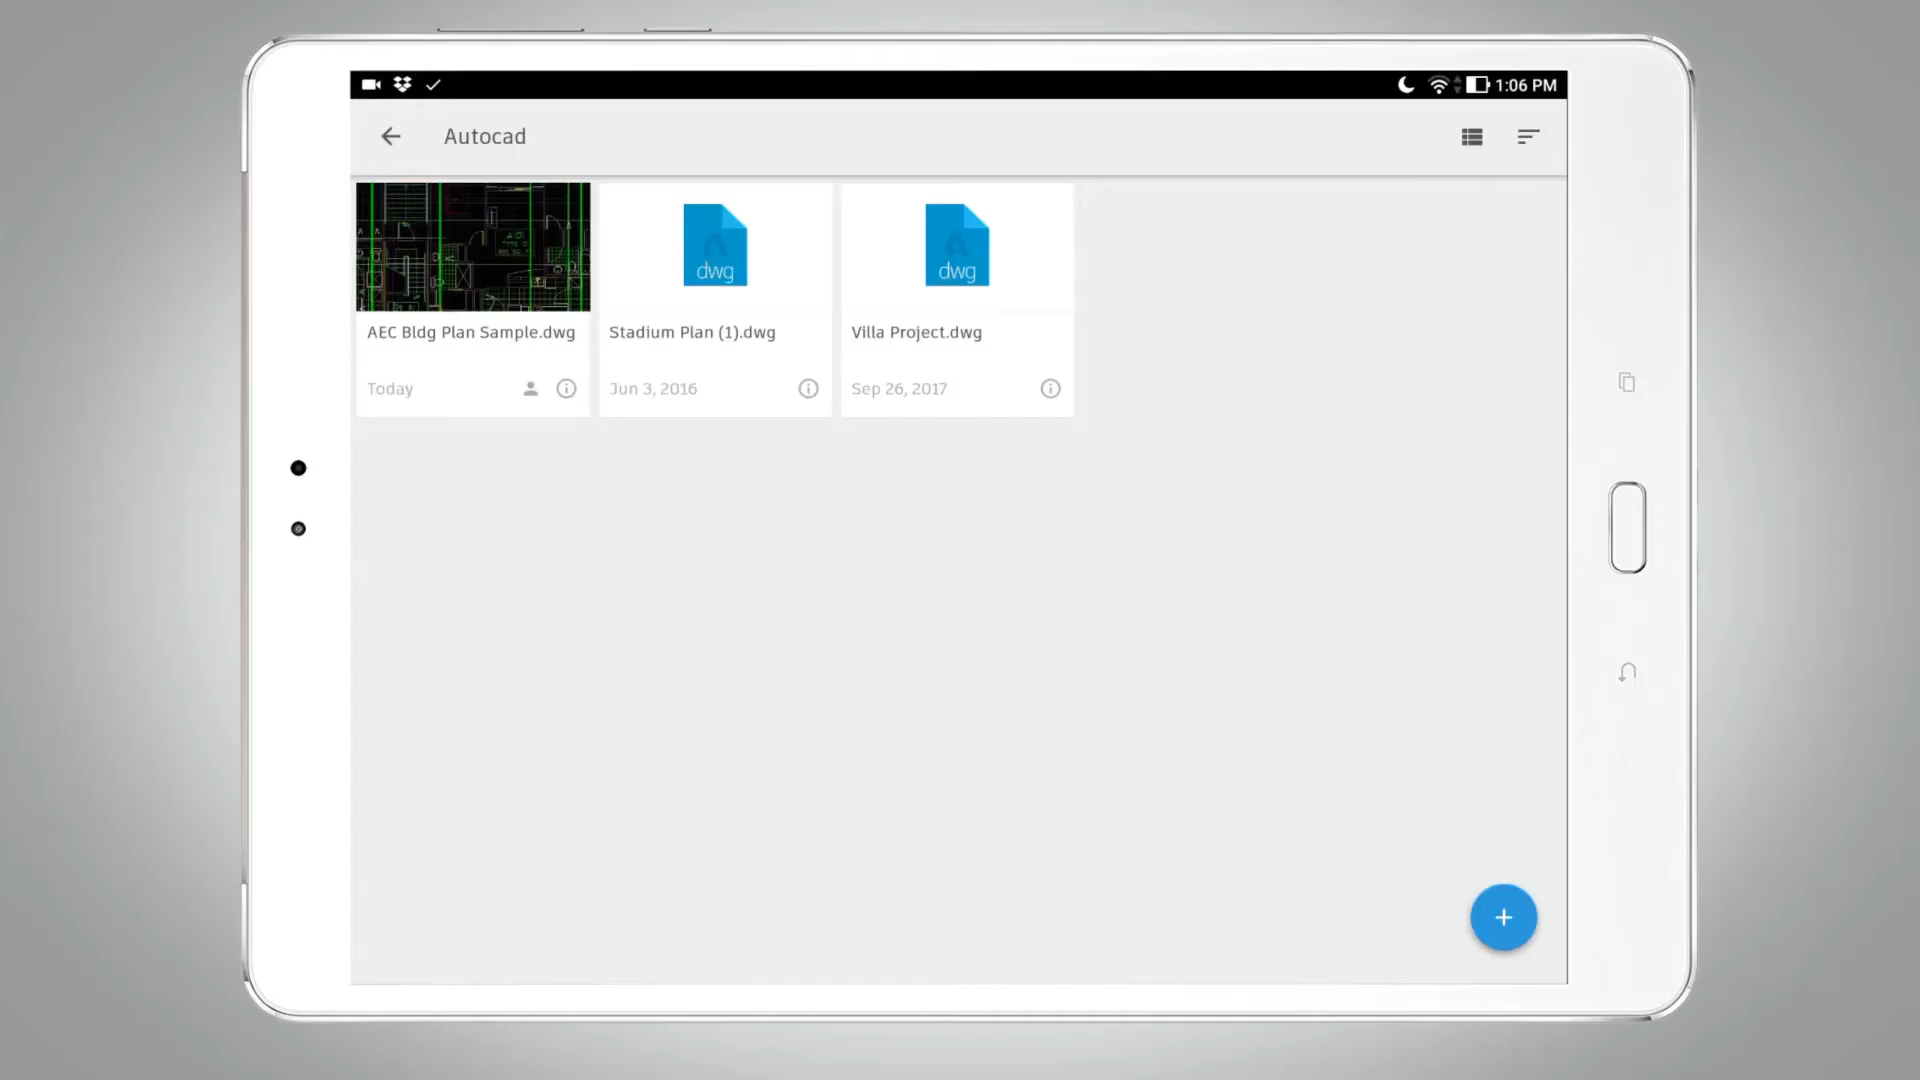 1:06 PM
Autocad
dwg
dwg
AEC Bldg Plan Sample.dwg
Stadium Plan (1).dwg
Villa Project.dwg
Today
Jun 3, 2016
Sep 26, 2017